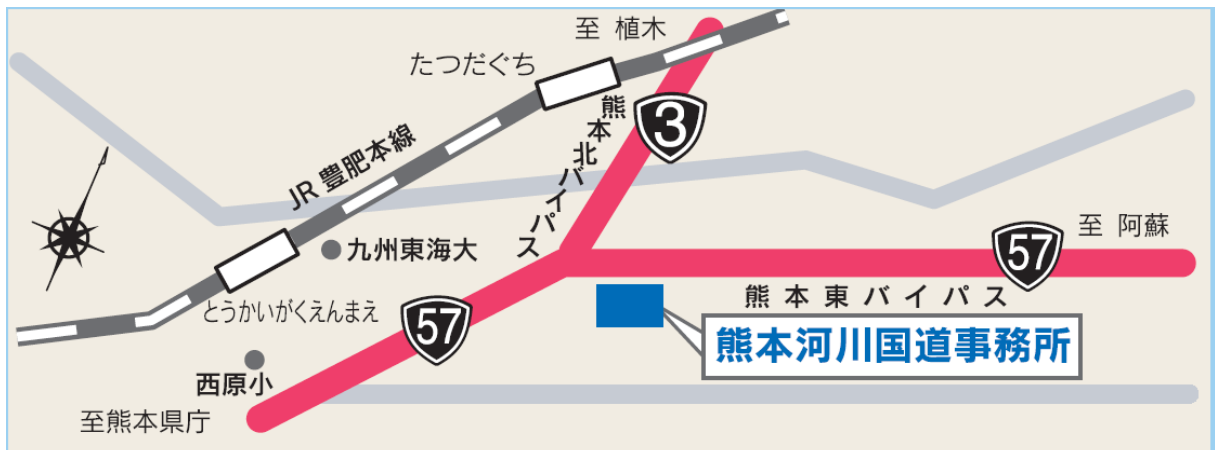 至 植木
たつだぐち
3
熊本北バイパス
JR 豊肥本線
至 阿蘇
57
九州東海大
熊本東バイパス
とうかいがくえんまえ
57
熊本河川国道事務所
西原小
至熊本県庁